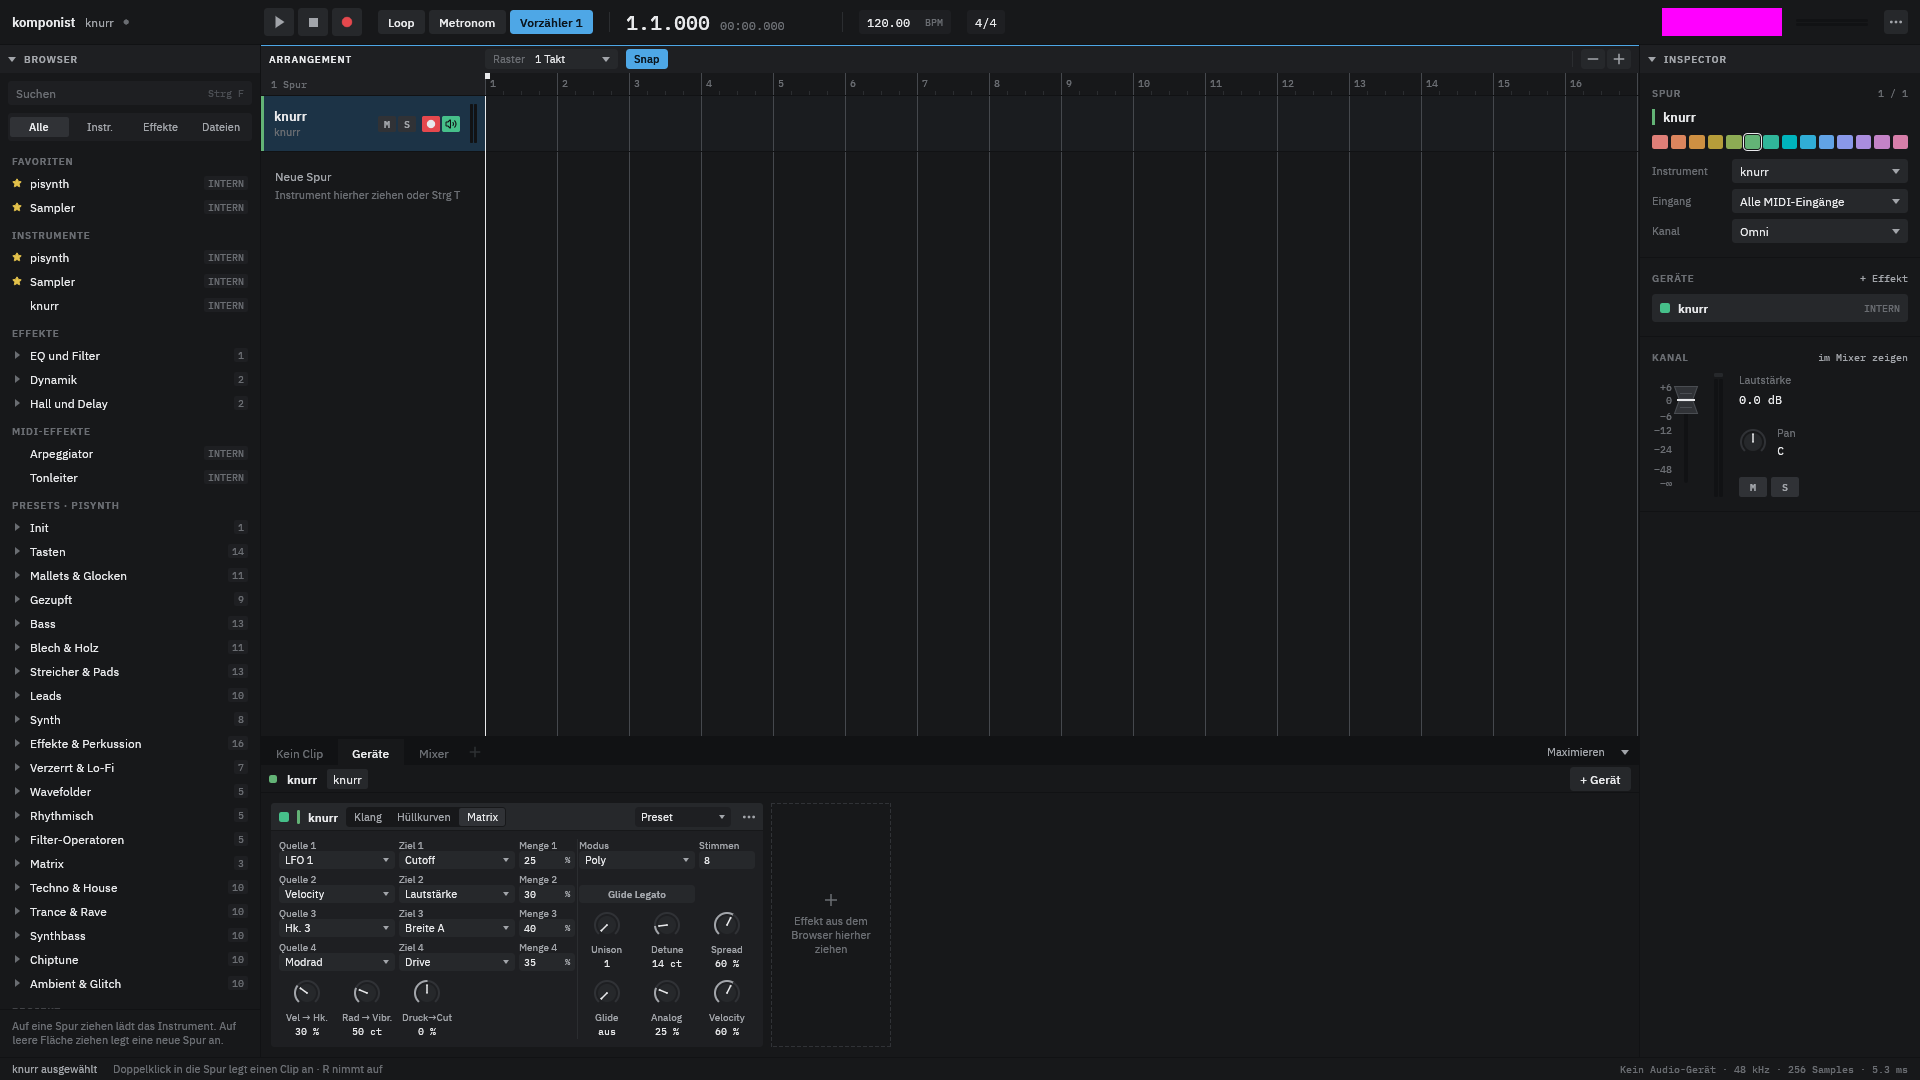 komponist knurr
Loop Metronom Vorzähler 1 1.1.000 00:00.000 120.00 BPM 4/4
BROWSER
Suchen Strg F
Alle Instr. Effekte Dateien
FAVORITEN
pisynth INTERN
Sampler INTERN
INSTRUMENTE
pisynth INTERN
Sampler INTERN
knurr INTERN
EFFEKTE
EQ und Filter 1
Dynamik 2
Hall und Delay 2
MIDI-EFFEKTE
Arpeggiator INTERN
Tonleiter INTERN
PRESETS · PISYNTH
Init 1
Tasten 14
Mallets & Glocken 11
Gezupft 9
Bass 13
Blech & Holz 11
Streicher & Pads 13
Leads 10
Synth 8
Effekte & Perkussion 16
Verzerrt & Lo-Fi 7
Wavefolder 5
Rhythmisch 5
Filter-Operatoren 5
Matrix 3
Techno & House 10
Trance & Rave 10
Synthbass 10
Chiptune 10
Ambient & Glitch 10
Auf eine Spur ziehen lädt das Instrument. Auf
leere Fläche ziehen legt eine neue Spur an.
ARRANGEMENT Raster 1 Takt Snap
1 Spur 1 2 3 4 5 6 7 8 9 10 11 12 13 14 15 16
knurr
knurr M S
Neue Spur
Instrument hierher ziehen oder Strg T
Kein Clip Geräte Mixer + Maximieren
knurr knurr + Gerät
knurr Klang Hüllkurven Matrix Preset
Quelle 1 Ziel 1 Menge 1 Modus Stimmen
LFO 1 Cutoff 25 % Poly 8
Quelle 2 Ziel 2 Menge 2
Velocity Lautstärke 30 % Glide Legato
Quelle 3 Ziel 3 Menge 3
Hk. 3 Breite A 40 %
Quelle 4 Ziel 4 Menge 4 Unison Detune Spread
Modrad Drive 35 % 1 14 ct 60 %
Vel → Hk. Rad → Vibr. Druck→Cut Glide Analog Velocity
30 % 50 ct 0 % aus 25 % 60 %
+
Effekt aus dem
Browser hierher
ziehen
INSPECTOR
SPUR 1 / 1
knurr
Instrument knurr
Eingang Alle MIDI-Eingänge
Kanal Omni
GERÄTE + Effekt
knurr INTERN
KANAL im Mixer zeigen
+6
0
−6
−12
−24
−48
−∞
Lautstärke
0.0 dB
Pan
C
M S
knurr ausgewählt Doppelklick in die Spur legt einen Clip an · R nimmt auf
Kein Audio-Gerät · 48 kHz · 256 Samples · 5.3 ms